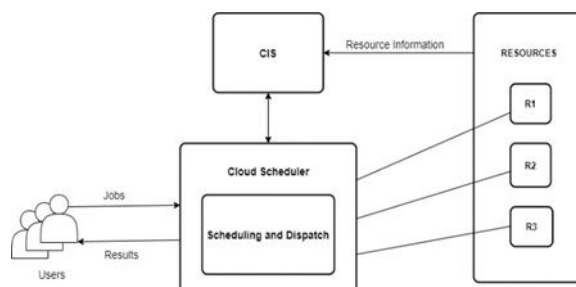 CIS
Resource Information
RESOURCES
R1
Cloud Scheduler
R2
Jobs
Scheduling and Dispatch
R3
Results
Users